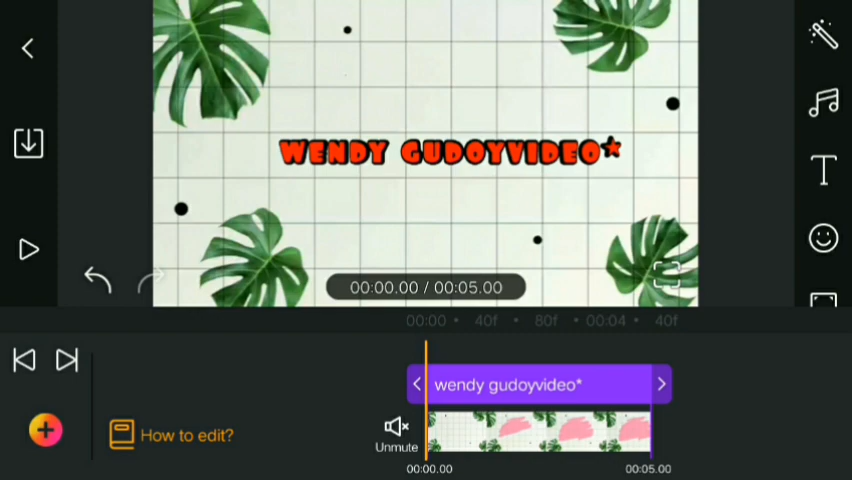 WENDY GUDOYVIDEO*
00:00.00 / 00:05.00
00:00 • 40f • 80f • 00:04 • 40f
wendy gudoyvideo*
How to edit?
Unmute
00:00.00
00:05.00